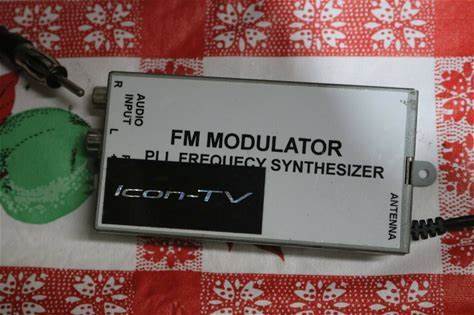 R AUDIO INPUT L
FM MODULATOR
PLL FREQUECY SYNTHESIZER
Icon-TV
ANTENNA